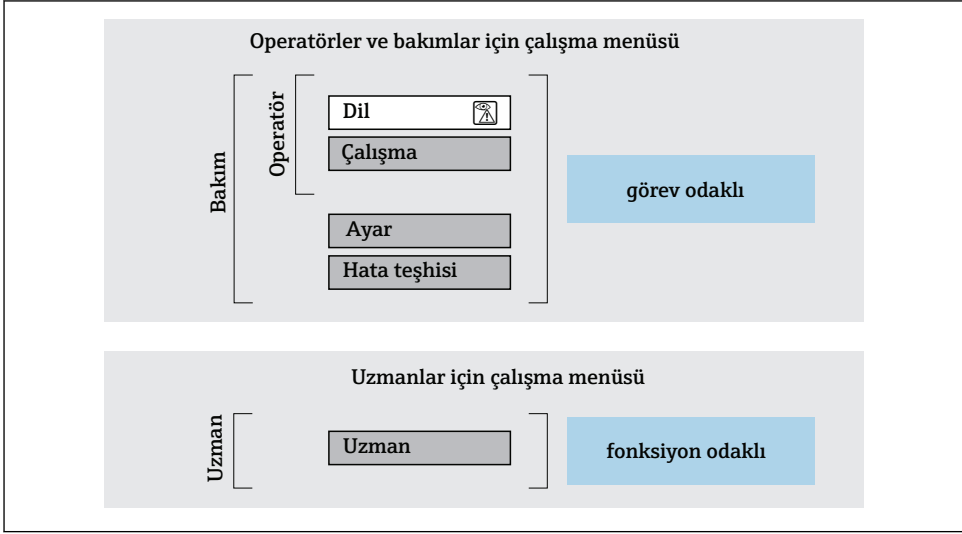 Operatörler ve bakımlar için çalışma menüsü
Bakım
Operatör
Dil
Çalışma
Ayar
Hata teşhisi
görev odaklı
Uzmanlar için çalışma menüsü
Uzman
Uzman
fonksiyon odaklı